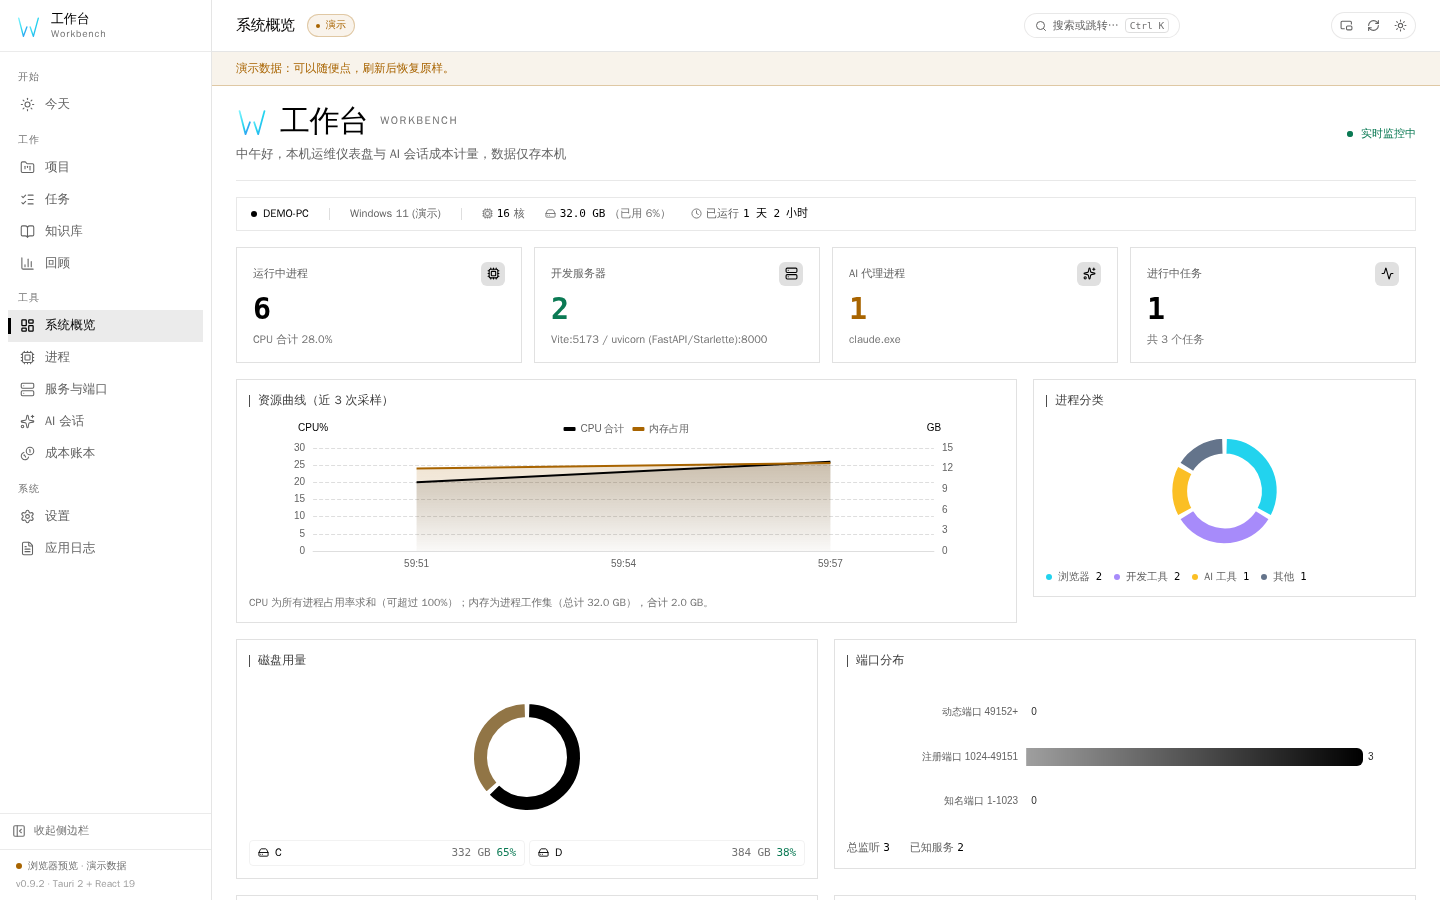 工作台
Workbench
开始
今天
工作
项目
任务
知识库
回顾
工具
系统概览
进程
服务与端口
AI 会话
成本账本
系统
设置
应用日志
收起侧边栏
浏览器预览 · 演示数据
v0.9.2 · Tauri 2 + React 19
系统概览
演示
搜索或跳转⋯ Ctrl K
演示数据：可以随便点，刷新后恢复原样。
工作台 WORKBENCH
中午好，本机运维仪表盘与 AI 会话成本计量，数据仅存本机
实时监控中
DEMO-PC Windows 11 (演示) 16 核 32.0 GB （已用 6%） 已运行 1 天 2 小时
运行中进程
6
CPU 合计 28.0%
开发服务器
2
Vite:5173 / uvicorn (FastAPI/Starlette):8000
AI 代理进程
1
claude.exe
进行中任务
1
共 3 个任务
资源曲线（近 3 次采样）
CPU% CPU 合计 内存占用 GB
30 15
25 12
20 9
15 6
10 3
5 0
0
59:51 59:54 59:57
CPU 为所有进程占用率求和（可超过 100%）；内存为进程工作集（总计 32.0 GB），合计 2.0 GB。
进程分类
浏览器 2 开发工具 2 AI 工具 1 其他 1
磁盘用量
C 332 GB 65% D 384 GB 38%
端口分布
动态端口 49152+ 0
注册端口 1024-49151 3
知名端口 1-1023 0
总监听 3 已知服务 2